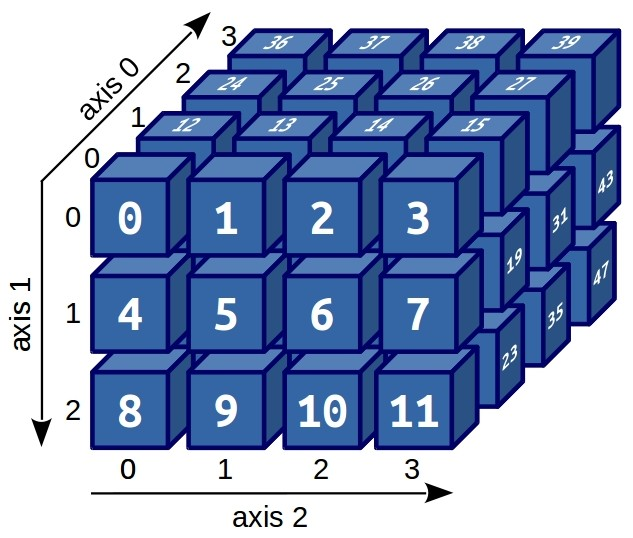 3 36 37 38 39
2 24 25 26 27
1 12 13 14 15
axis 0
0
0 0 1 2 3 43
31
19
1 4 5 6 7 47
35
23
2 8 9 10 11
axis 1
0 1 2 3
axis 2